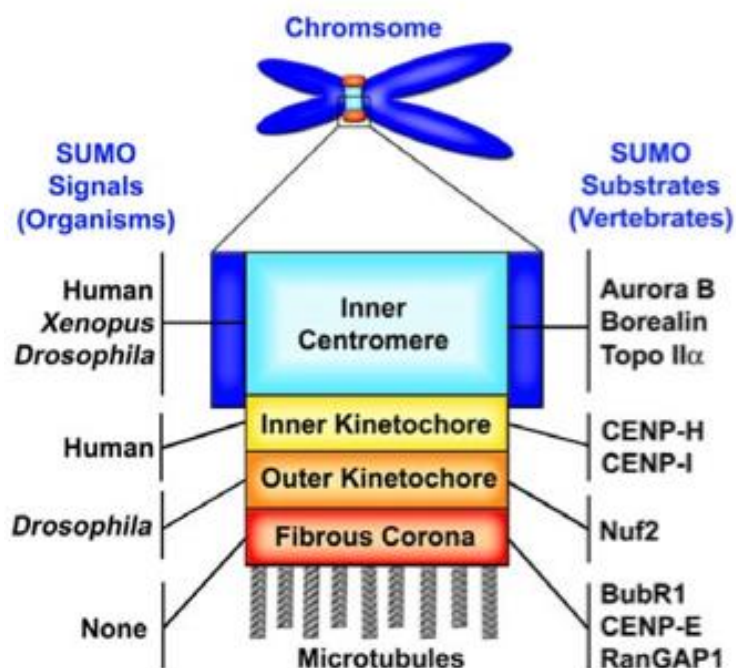 Chromsome
SUMO
Signals
(Organisms)
SUMO
Substrates
(Vertebrates)
Human
Xenopus
Drosophila
Inner
Centromere
Aurora B
Borealin
Topo IIα
Human
Inner Kinetochore
CENP-H
CENP-I
Drosophila
Outer Kinetochore
Nuf2
None
Fibrous Corona
BubR1
CENP-E
RanGAP1
Microtubules